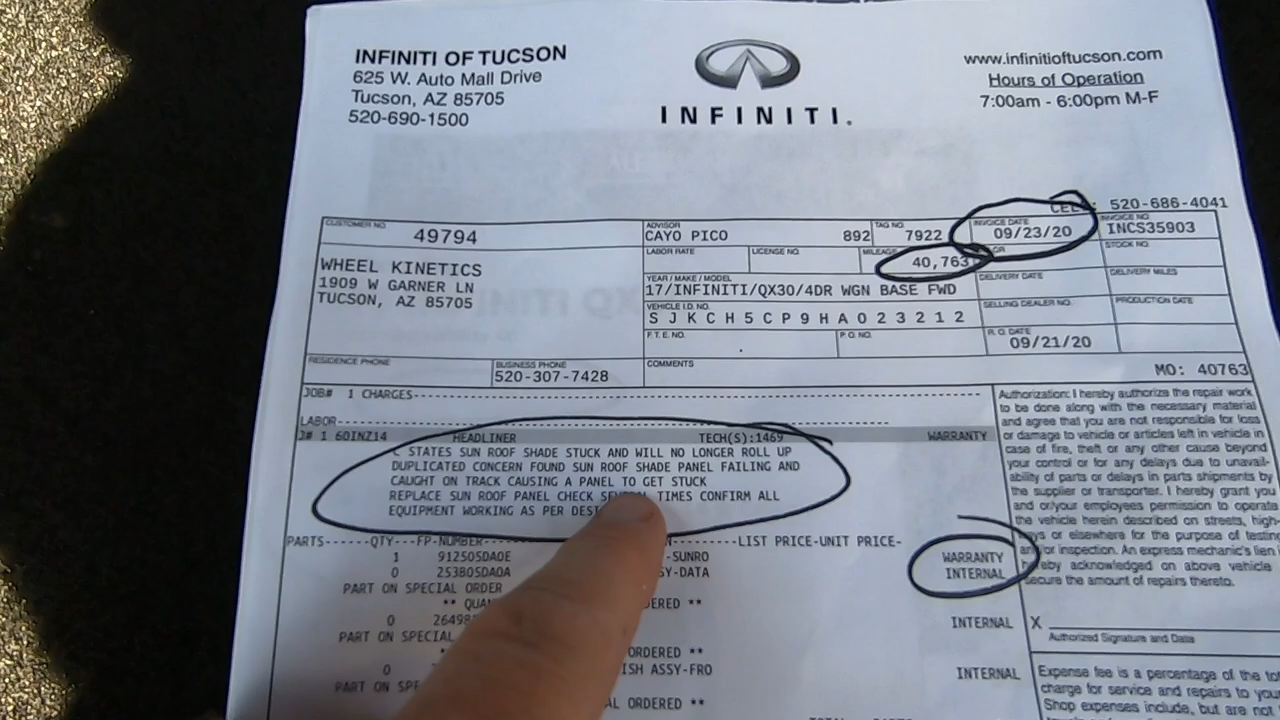 INFINITI OF TUCSON
625 W. Auto Mall Drive
Tucson, AZ 85705
520-690-1500
INFINITI.
www.infinitioftucson.com
Hours of Operation
7:00am - 6:00pm M-F
520-686-4041
CUSTOMER NO. 49794
ADVISOR CAYO PICO 892
TAG NO. 7922
INVOICE DATE 09/23/20
INVOICE NO. INCS35903
LABOR RATE LICENSE NO. MILEAGE 40,763 STOCK NO.
WHEEL KINETICS
1909 W GARNER LN
TUCSON, AZ 85705
YEAR / MAKE / MODEL DELIVERY DATE DELIVERY MILES
17/INFINITI/QX30/4DR WGN BASE FWD
VEHICLE I.D. NO. SELLING DEALER NO. PRODUCTION DATE
S J K C H 5 C P 9 H A 0 2 3 2 1 2
F.T.E. NO. P.O. NO. R.O. DATE
09/21/20
RESIDENCE PHONE BUSINESS PHONE COMMENTS
520-307-7428
MO: 40763
JOB# 1 CHARGES
LABOR
J# 1 60INZ14 HEADLINER TECH(S):1469 WARRANTY
C STATES SUN ROOF SHADE STUCK AND WILL NO LONGER ROLL UP
DUPLICATED CONCERN FOUND SUN ROOF SHADE PANEL FAILING AND
CAUGHT ON TRACK CAUSING A PANEL TO GET STUCK
REPLACE SUN ROOF PANEL CHECK TIMES CONFIRM ALL
EQUIPMENT WORKING AS PER
PARTS------QTY---FP-NUMBER LIST PRICE-UNIT PRICE-
1 912505DA0E -SUNRO WARRANTY
0 253805DA0A SY-DATA INTERNAL
PART ON SPECIAL ORDER
** ERED **
0 INTERNAL
PART ON SPECIAL
ORDERED **
0 ISH ASSY-FRO INTERNAL
PART ON
AL ORDERED **
Authorization: I hereby authorize the repair work
to be done along with the necessary material
and agree that you are not responsible for loss
or damage to vehicle or articles left in vehicle in
case of fire, theft or any other cause beyond
your control or for any delays due to unavail-
ability of parts or delays in parts shipments by
the supplier or transporter. I hereby grant you
and/or your employees permission to operate
the vehicle herein described on streets, high-
or elsewhere for the purpose of testing
and/or inspection. An express mechanic's lien
hereby acknowledged on above vehicle
secure the amount of repairs thereto.
X
Authorized Signature and Date
Expense fee is a percentage of the
charge for service and repairs to
Shop expenses include, but are not